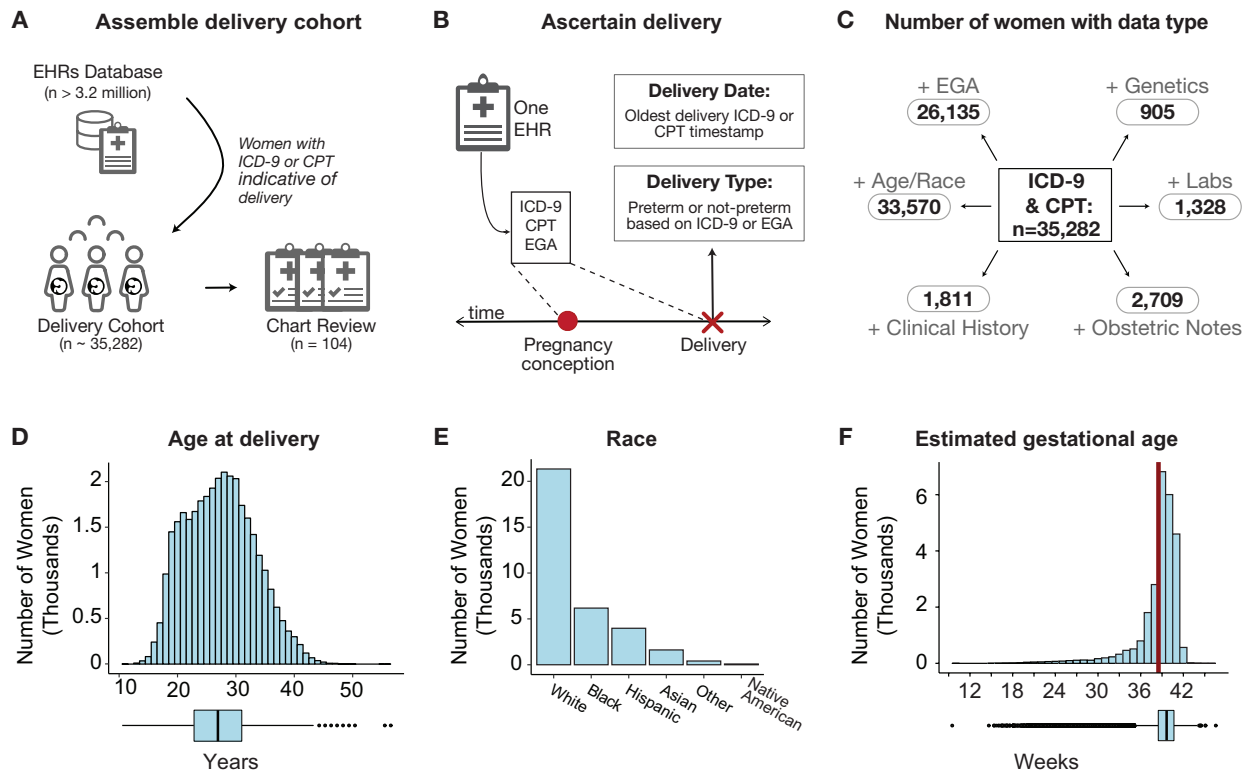 A
Assemble delivery cohort
EHRs Database
(n > 3.2 million)
Women with
ICD-9 or CPT
indicative of
delivery
Delivery Cohort
(n ~ 35,282)
Chart Review
(n = 104)
B
Ascertain delivery
One
EHR
Delivery Date:
Oldest delivery ICD-9 or
CPT timestamp
Delivery Type:
Preterm or not-preterm
based on ICD-9 or EGA
ICD-9
CPT
EGA
time
Pregnancy
conception
Delivery
C
Number of women with data type
+ EGA
26,135
+ Genetics
905
+ Age/Race
33,570
ICD-9
& CPT:
n=35,282
+ Labs
1,328
1,811
+ Clinical History
2,709
+ Obstetric Notes
D
Age at delivery
Number of Women
(Thousands)
2
1.5
1
0.5
0
10 20 30 40 50
Years
E
Race
Number of Women
(Thousands)
20
15
10
5
0
White
Black
Hispanic
Asian
Other
Native
American
F
Estimated gestational age
Number of Women
(Thousands)
6
4
2
0
9 12 18 24 30 36 42
Weeks